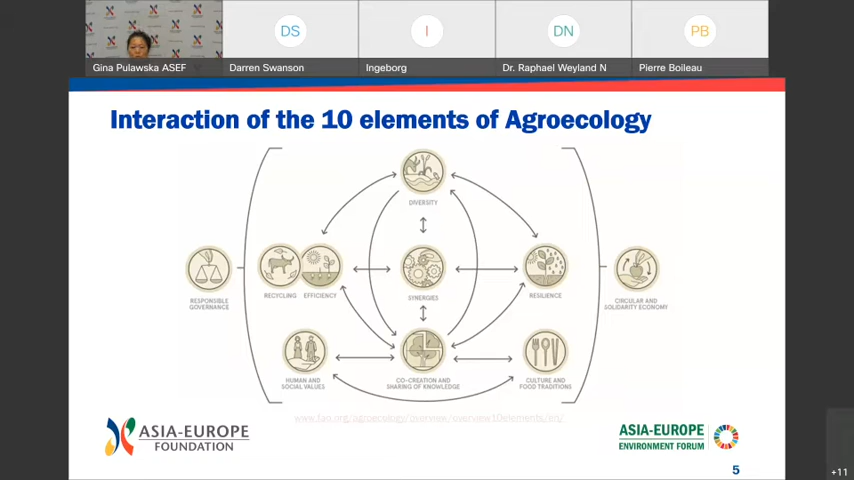 DS
I
DN
PB
Gina Pulawska ASEF
Darren Swanson
Ingeborg
Dr. Raphael Weyland N
Pierre Boileau
Interaction of the 10 elements of Agroecology
DIVERSITY
RECYCLING
EFFICIENCY
SYNERGIES
RESILIENCE
RESPONSIBLE
GOVERNANCE
CIRCULAR AND
SOLIDARITY ECONOMY
HUMAN AND
SOCIAL VALUES
CO-CREATION AND
SHARING OF KNOWLEDGE
CULTURE AND
FOOD TRADITIONS
www.fao.org/agroecology/overview/overview10elements/en/
ASIA-EUROPE
FOUNDATION
ASIA-EUROPE
ENVIRONMENT FORUM
5
+11